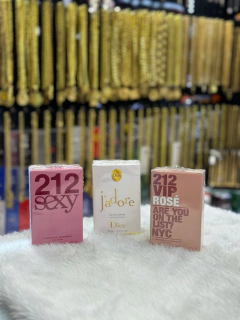 212
sexy
j'adore
Dior
212
VIP
ROSÉ
ARE YOU
ON THE
LIST?
NYC